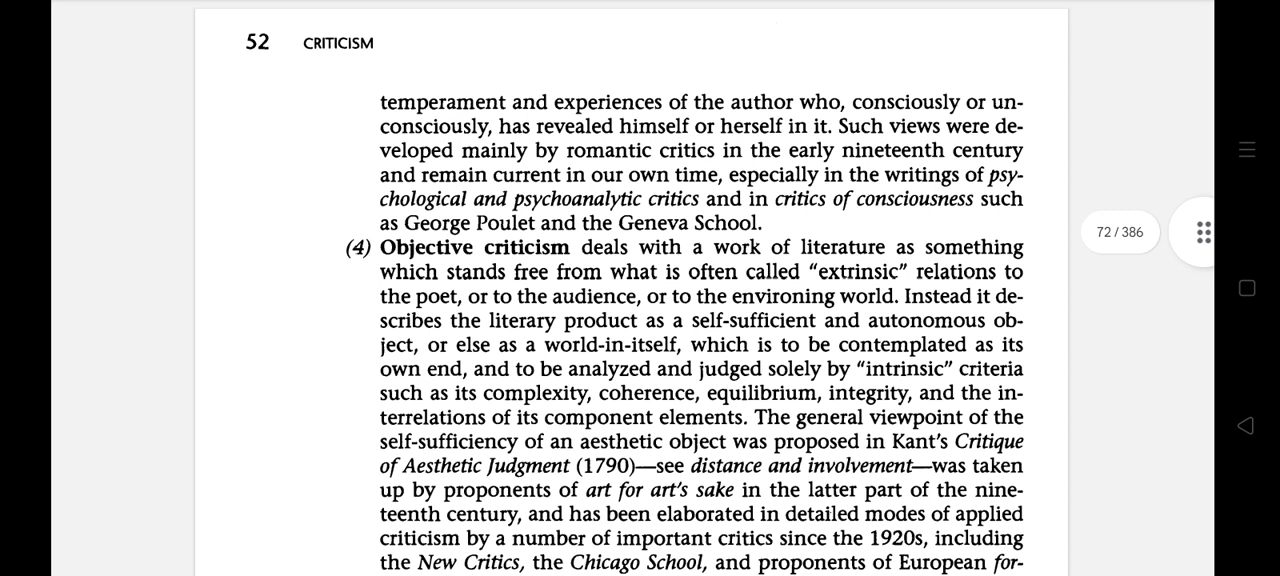 52 CRITICISM
temperament and experiences of the author who, consciously or un-
consciously, has revealed himself or herself in it. Such views were de-
veloped mainly by romantic critics in the early nineteenth century
and remain current in our own time, especially in the writings of psy-
chological and psychoanalytic critics and in critics of consciousness such
as George Poulet and the Geneva School.
(4) Objective criticism deals with a work of literature as something
which stands free from what is often called “extrinsic” relations to
the poet, or to the audience, or to the environing world. Instead it de-
scribes the literary product as a self-sufficient and autonomous ob-
ject, or else as a world-in-itself, which is to be contemplated as its
own end, and to be analyzed and judged solely by “intrinsic” criteria
such as its complexity, coherence, equilibrium, integrity, and the in-
terrelations of its component elements. The general viewpoint of the
self-sufficiency of an aesthetic object was proposed in Kant’s Critique
of Aesthetic Judgment (1790)—see distance and involvement—was taken
up by proponents of art for art’s sake in the latter part of the nine-
teenth century, and has been elaborated in detailed modes of applied
criticism by a number of important critics since the 1920s, including
the New Critics, the Chicago School, and proponents of European for-
72 / 386